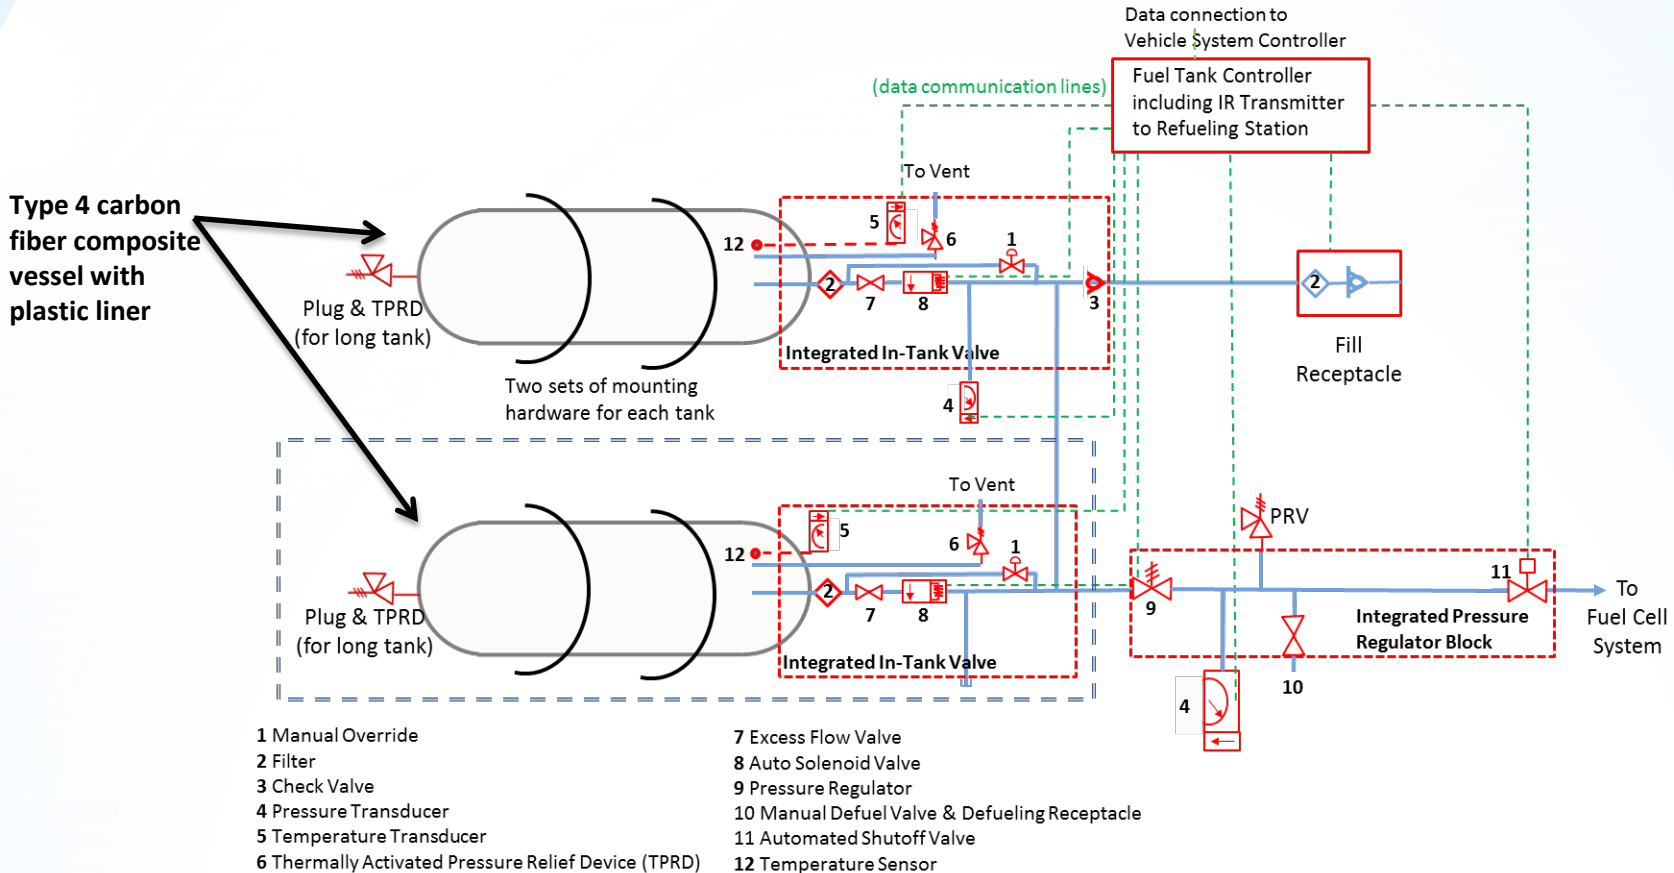 Data connection to
Vehicle System Controller
Fuel Tank Controller
including IR Transmitter
to Refueling Station
(data communication lines)
To Vent
Type 4 carbon
fiber composite
vessel with
plastic liner
5
6
1
12
2
7
8
3
2
Plug & TPRD
(for long tank)
Integrated In-Tank Valve
Fill
Receptacle
Two sets of mounting
hardware for each tank
4
To Vent
5
6
1
12
2
7
8
PRV
Plug & TPRD
(for long tank)
Integrated In-Tank Valve
9
11
Integrated Pressure
Regulator Block
To
Fuel Cell
System
10
4
1 Manual Override
2 Filter
3 Check Valve
4 Pressure Transducer
5 Temperature Transducer
6 Thermally Activated Pressure Relief Device (TPRD)
7 Excess Flow Valve
8 Auto Solenoid Valve
9 Pressure Regulator
10 Manual Defuel Valve & Defueling Receptacle
11 Automated Shutoff Valve
12 Temperature Sensor